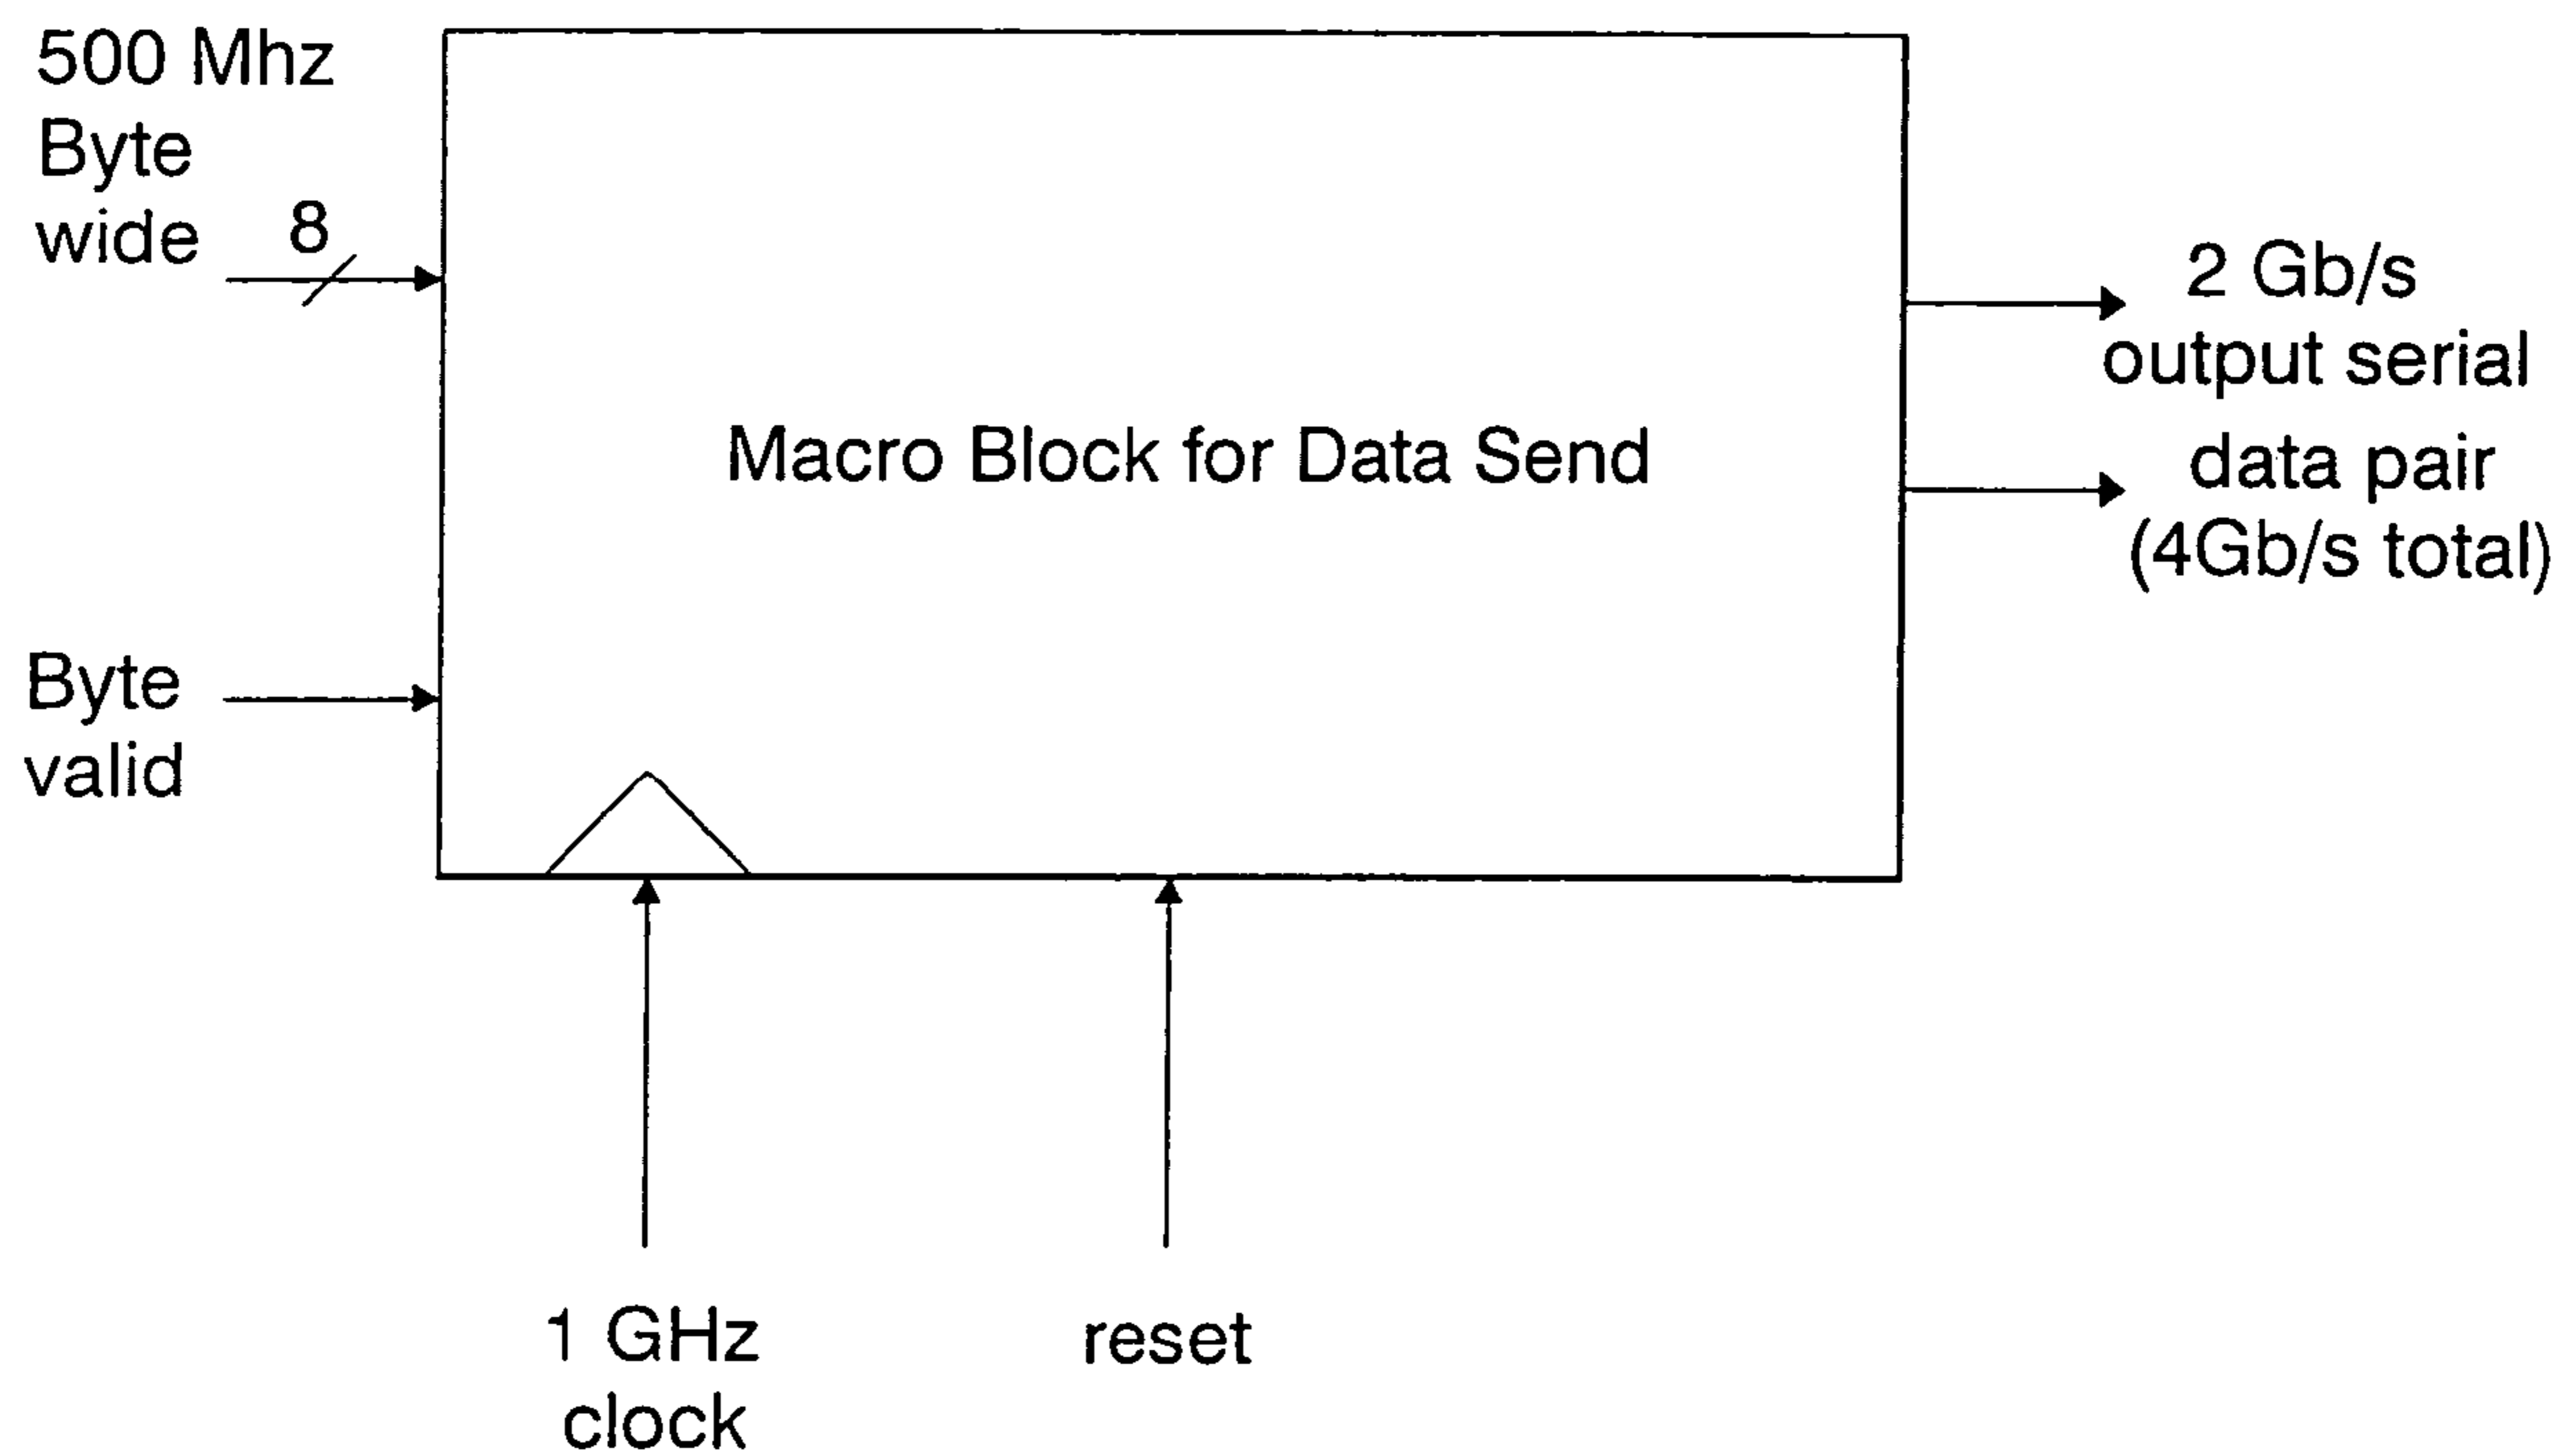 500 Mhz
Byte
wide
8
Byte
valid
Macro Block for Data Send
2 Gb/s
output serial
data pair
(4Gb/s total)
1 GHz
clock
reset